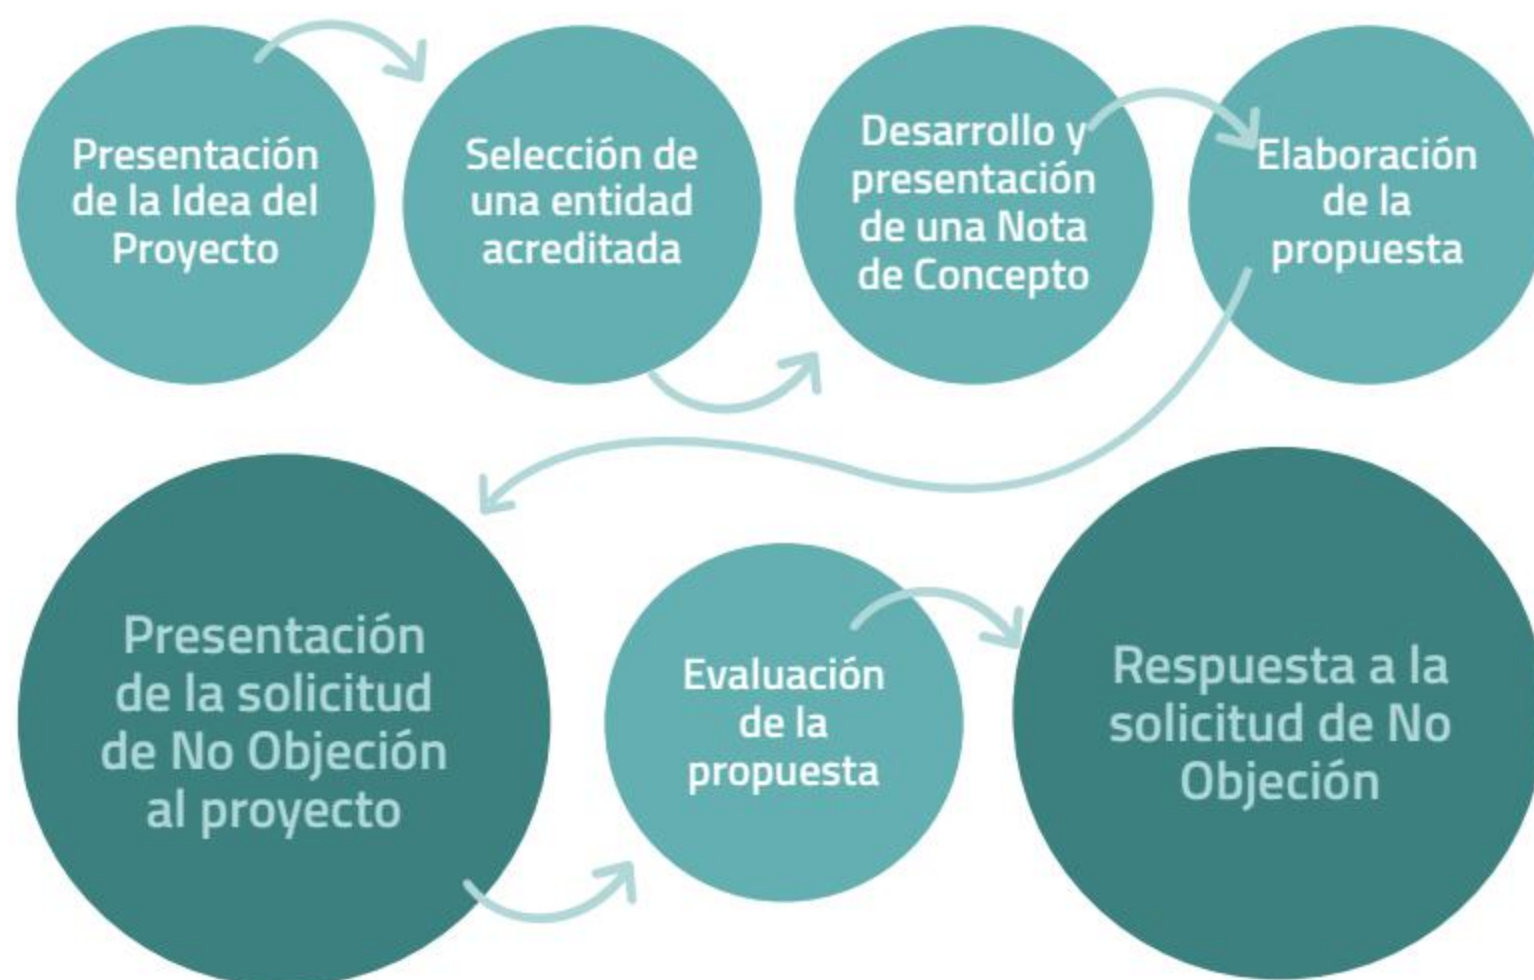 Presentación
de la Idea del
Proyecto
Selección de
una entidad
acreditada
Desarrollo y
presentación
de una Nota
de Concepto
Elaboración
de la
propuesta
Presentación
de la solicitud
de No Objeción
al proyecto
Evaluación
de la
propuesta
Respuesta a la
solicitud de No
Objeción